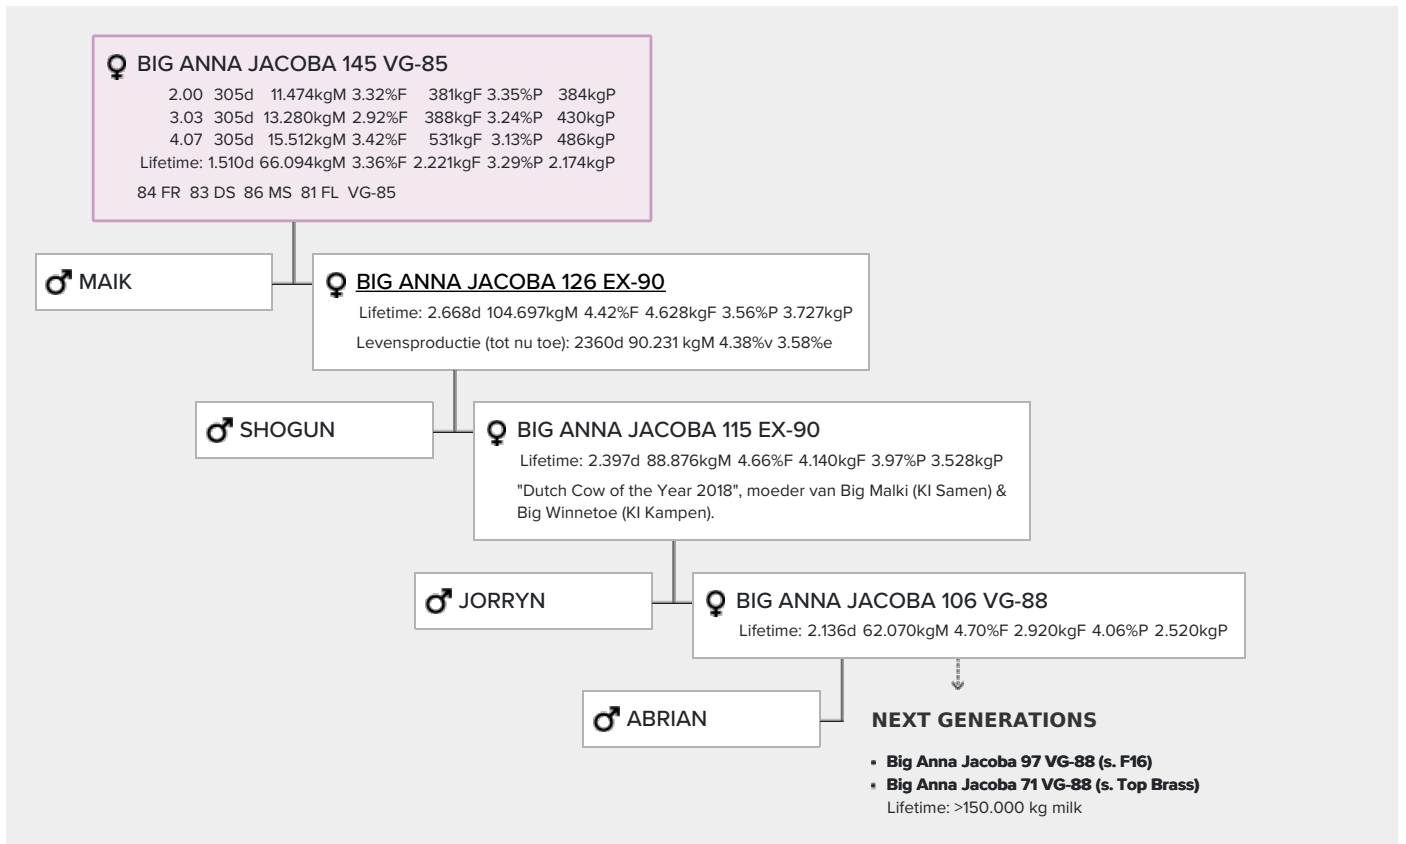 BIG ANNA JACOBA 145 VG-85
2.00 305d 11.474kgM 3.32%F 381kgF 3.35%P 384kgP
3.03 305d 13.280kgM 2.92%F 388kgF 3.24%P 430kgP
4.07 305d 15.512kgM 3.42%F 531kgF 3.13%P 486kgP
Lifetime: 1.510d 66.094kgM 3.36%F 2.221kgF 3.29%P 2.174kgP
84 FR 83 DS 86 MS 81 FL VG-85
MAIK
BIG ANNA JACOBA 126 EX-90
Lifetime: 2.668d 104.697kgM 4.42%F 4.628kgF 3.56%P 3.727kgP
Levensproductie (tot nu toe): 2360d 90.231 kgM 4.38%v 3.58%e
SHOGUN
BIG ANNA JACOBA 115 EX-90
Lifetime: 2.397d 88.876kgM 4.66%F 4.140kgF 3.97%P 3.528kgP
"Dutch Cow of the Year 2018", moeder van Big Malki (KI Samen) &
Big Winnetoe (KI Kampen).
JORRYN
BIG ANNA JACOBA 106 VG-88
Lifetime: 2.136d 62.070kgM 4.70%F 2.920kgF 4.06%P 2.520kgP
ABRIAN
NEXT GENERATIONS
Big Anna Jacoba 97 VG-88 (s. F16)
Big Anna Jacoba 71 VG-88 (s. Top Brass)
Lifetime: >150.000 kg milk